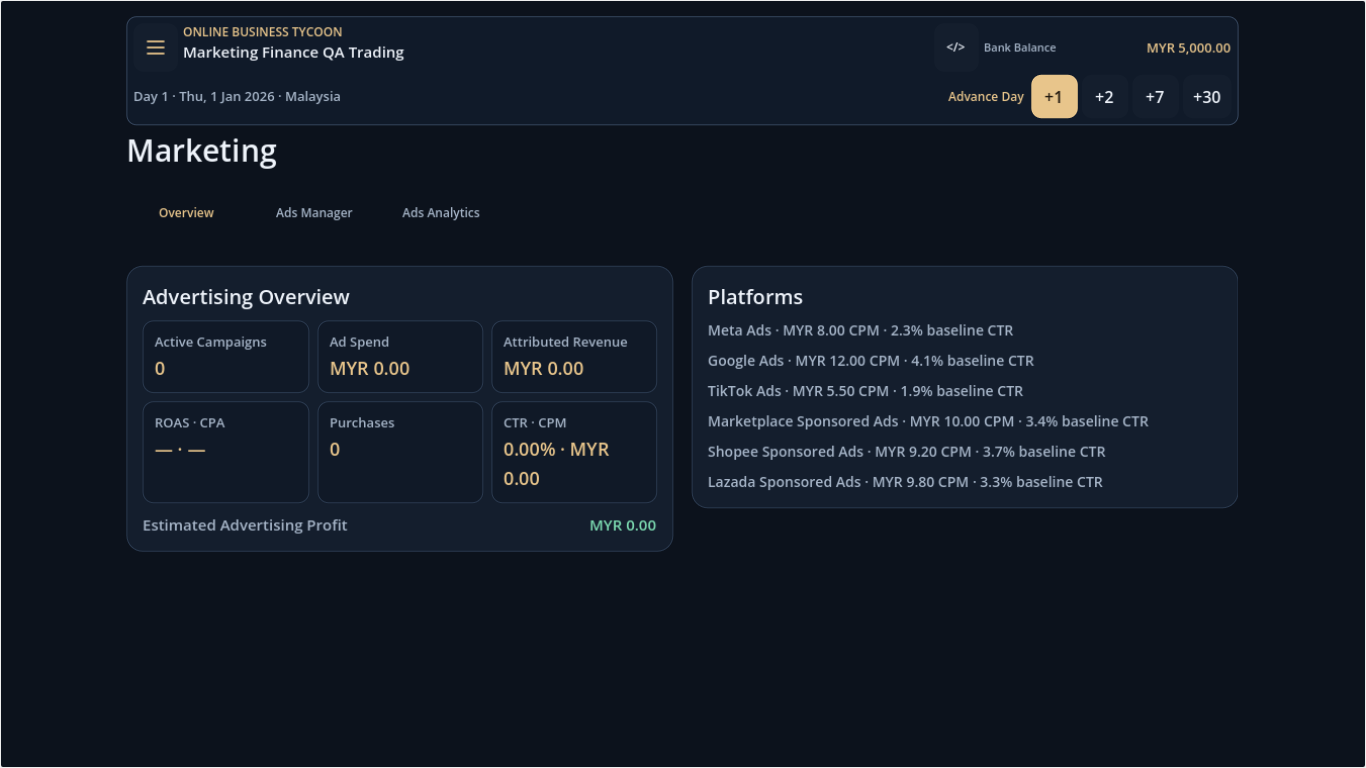 ONLINE BUSINESS TYCOON
Marketing Finance QA Trading
</>
Bank Balance
MYR 5,000.00
Day 1 · Thu, 1 Jan 2026 · Malaysia
Advance Day
+1
+2
+7
+30
Marketing
Overview
Ads Manager
Ads Analytics
Advertising Overview
Active Campaigns
0
Ad Spend
MYR 0.00
Attributed Revenue
MYR 0.00
ROAS · CPA
— · —
Purchases
0
CTR · CPM
0.00% · MYR
0.00
Estimated Advertising Profit
MYR 0.00
Platforms
Meta Ads · MYR 8.00 CPM · 2.3% baseline CTR
Google Ads · MYR 12.00 CPM · 4.1% baseline CTR
TikTok Ads · MYR 5.50 CPM · 1.9% baseline CTR
Marketplace Sponsored Ads · MYR 10.00 CPM · 3.4% baseline CTR
Shopee Sponsored Ads · MYR 9.20 CPM · 3.7% baseline CTR
Lazada Sponsored Ads · MYR 9.80 CPM · 3.3% baseline CTR